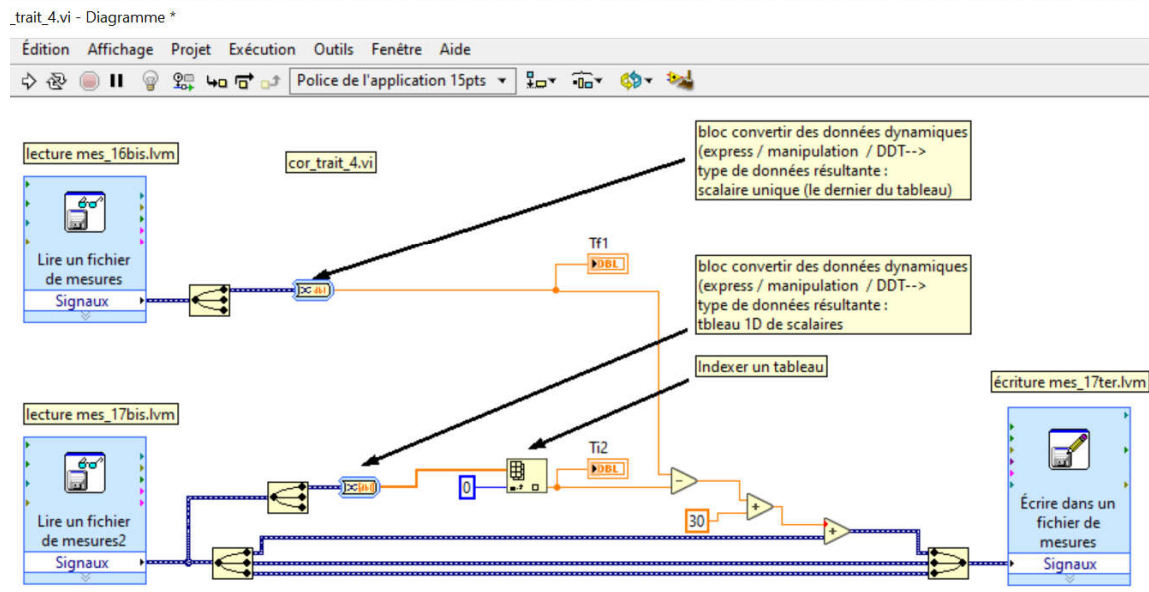 _trait_4.vi - Diagramme *
Édition Affichage Projet Exécution Outils Fenêtre Aide
Police de l'application 15pts
lecture mes_16bis.lvm
cor_trait_4.vi
bloc convertir des données dynamiques
(express / manipulation / DDT-->
type de données résultante :
scalaire unique (le dernier du tableau)
Lire un fichier
de mesures
Signaux
Tf1
DBL
bloc convertir des données dynamiques
(express / manipulation / DDT-->
type de données résultante :
tbleau 1D de scalaires
Indexer un tableau
écriture mes_17ter.lvm
lecture mes_17bis.lvm
Ti2
DBL
0
30
Lire un fichier
de mesures2
Signaux
Écrire dans un
fichier de
mesures
Signaux